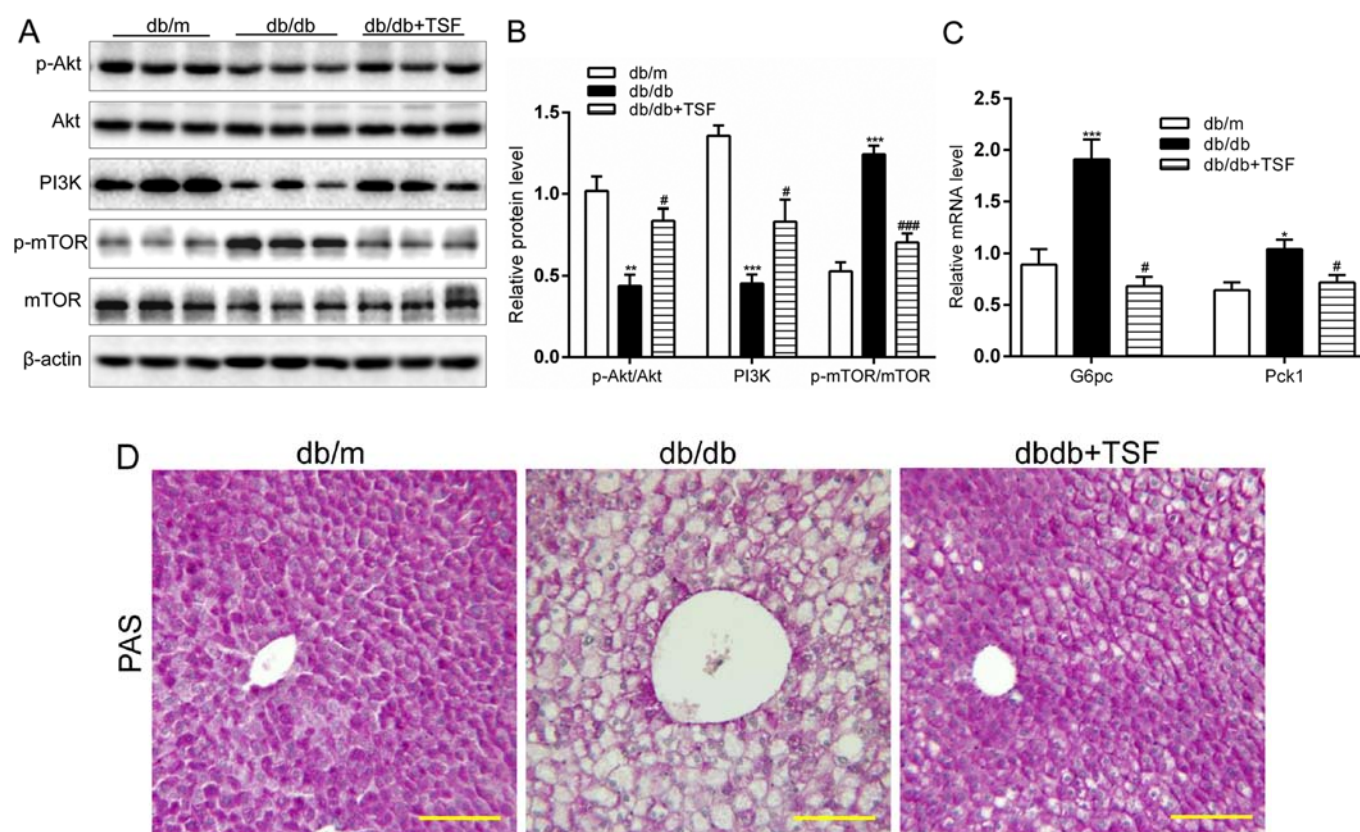 A
db/m db/db db/db+TSF
p-Akt
Akt
PI3K
p-mTOR
mTOR
β-actin
B
db/m
db/db
db/db+TSF
Relative protein level
1.5
1.0
0.5
0.0
** # *** # *** ###
p-Akt/Akt PI3K p-mTOR/mTOR
C
db/m
db/db
db/db+TSF
Relative mRNA level
2.5
2.0
1.5
1.0
0.5
0.0
*** # * #
G6pc Pck1
D
db/m db/db dbdb+TSF
PAS